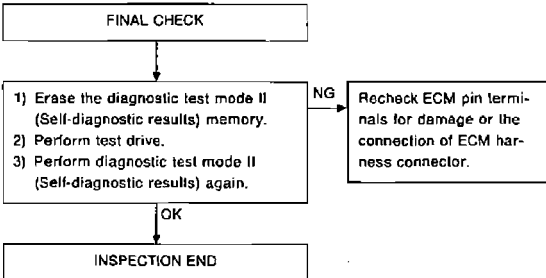 FINAL CHECK
1) Erase the diagnostic test mode II
(Self-diagnostic results) memory.
2) Perform test drive.
3) Perform diagnostic test mode II
(Self-diagnostic results) again.
NG
Recheck ECM pin termi-
nals for damage or the
connection of ECM har-
ness connector.
OK
INSPECTION END